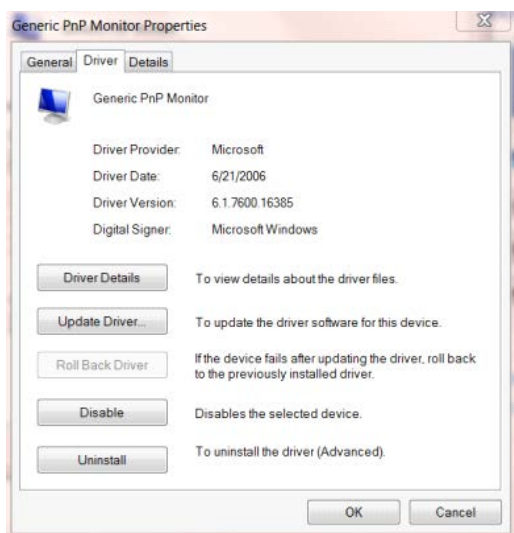 Generic PnP Monitor Properties
General Driver Details
Generic PnP Monitor
Driver Provider: Microsoft
Driver Date: 6/21/2006
Driver Version: 6.1.7600.16385
Digital Signer: Microsoft Windows
Driver Details To view details about the driver files.
Update Driver... To update the driver software for this device.
Roll Back Driver If the device fails after updating the driver, roll back
to the previously installed driver.
Disable Disables the selected device.
Uninstall To uninstall the driver (Advanced).
OK Cancel